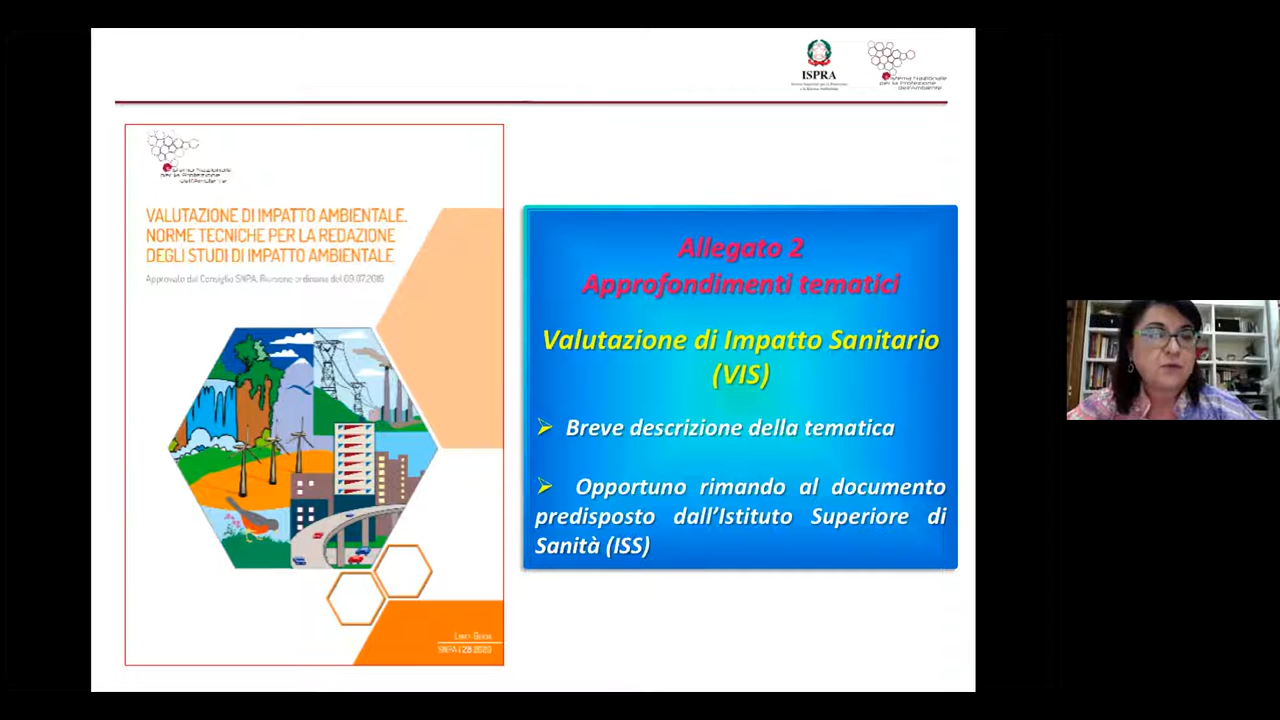 ISPRA
VALUTAZIONE DI IMPATTO AMBIENTALE.
NORME TECNICHE PER LA REDAZIONE
DEGLI STUDI DI IMPATTO AMBIENTALE
Approvato dal Consiglio SNPA. Riunione ordinaria del 09.07.2019
Allegato 2
Approfondimenti tematici
Valutazione di Impatto Sanitario
(VIS)
Breve descrizione della tematica
Opportuno rimando al documento
predisposto dall'Istituto Superiore di
Sanità (ISS)
SNPA | 28 2020